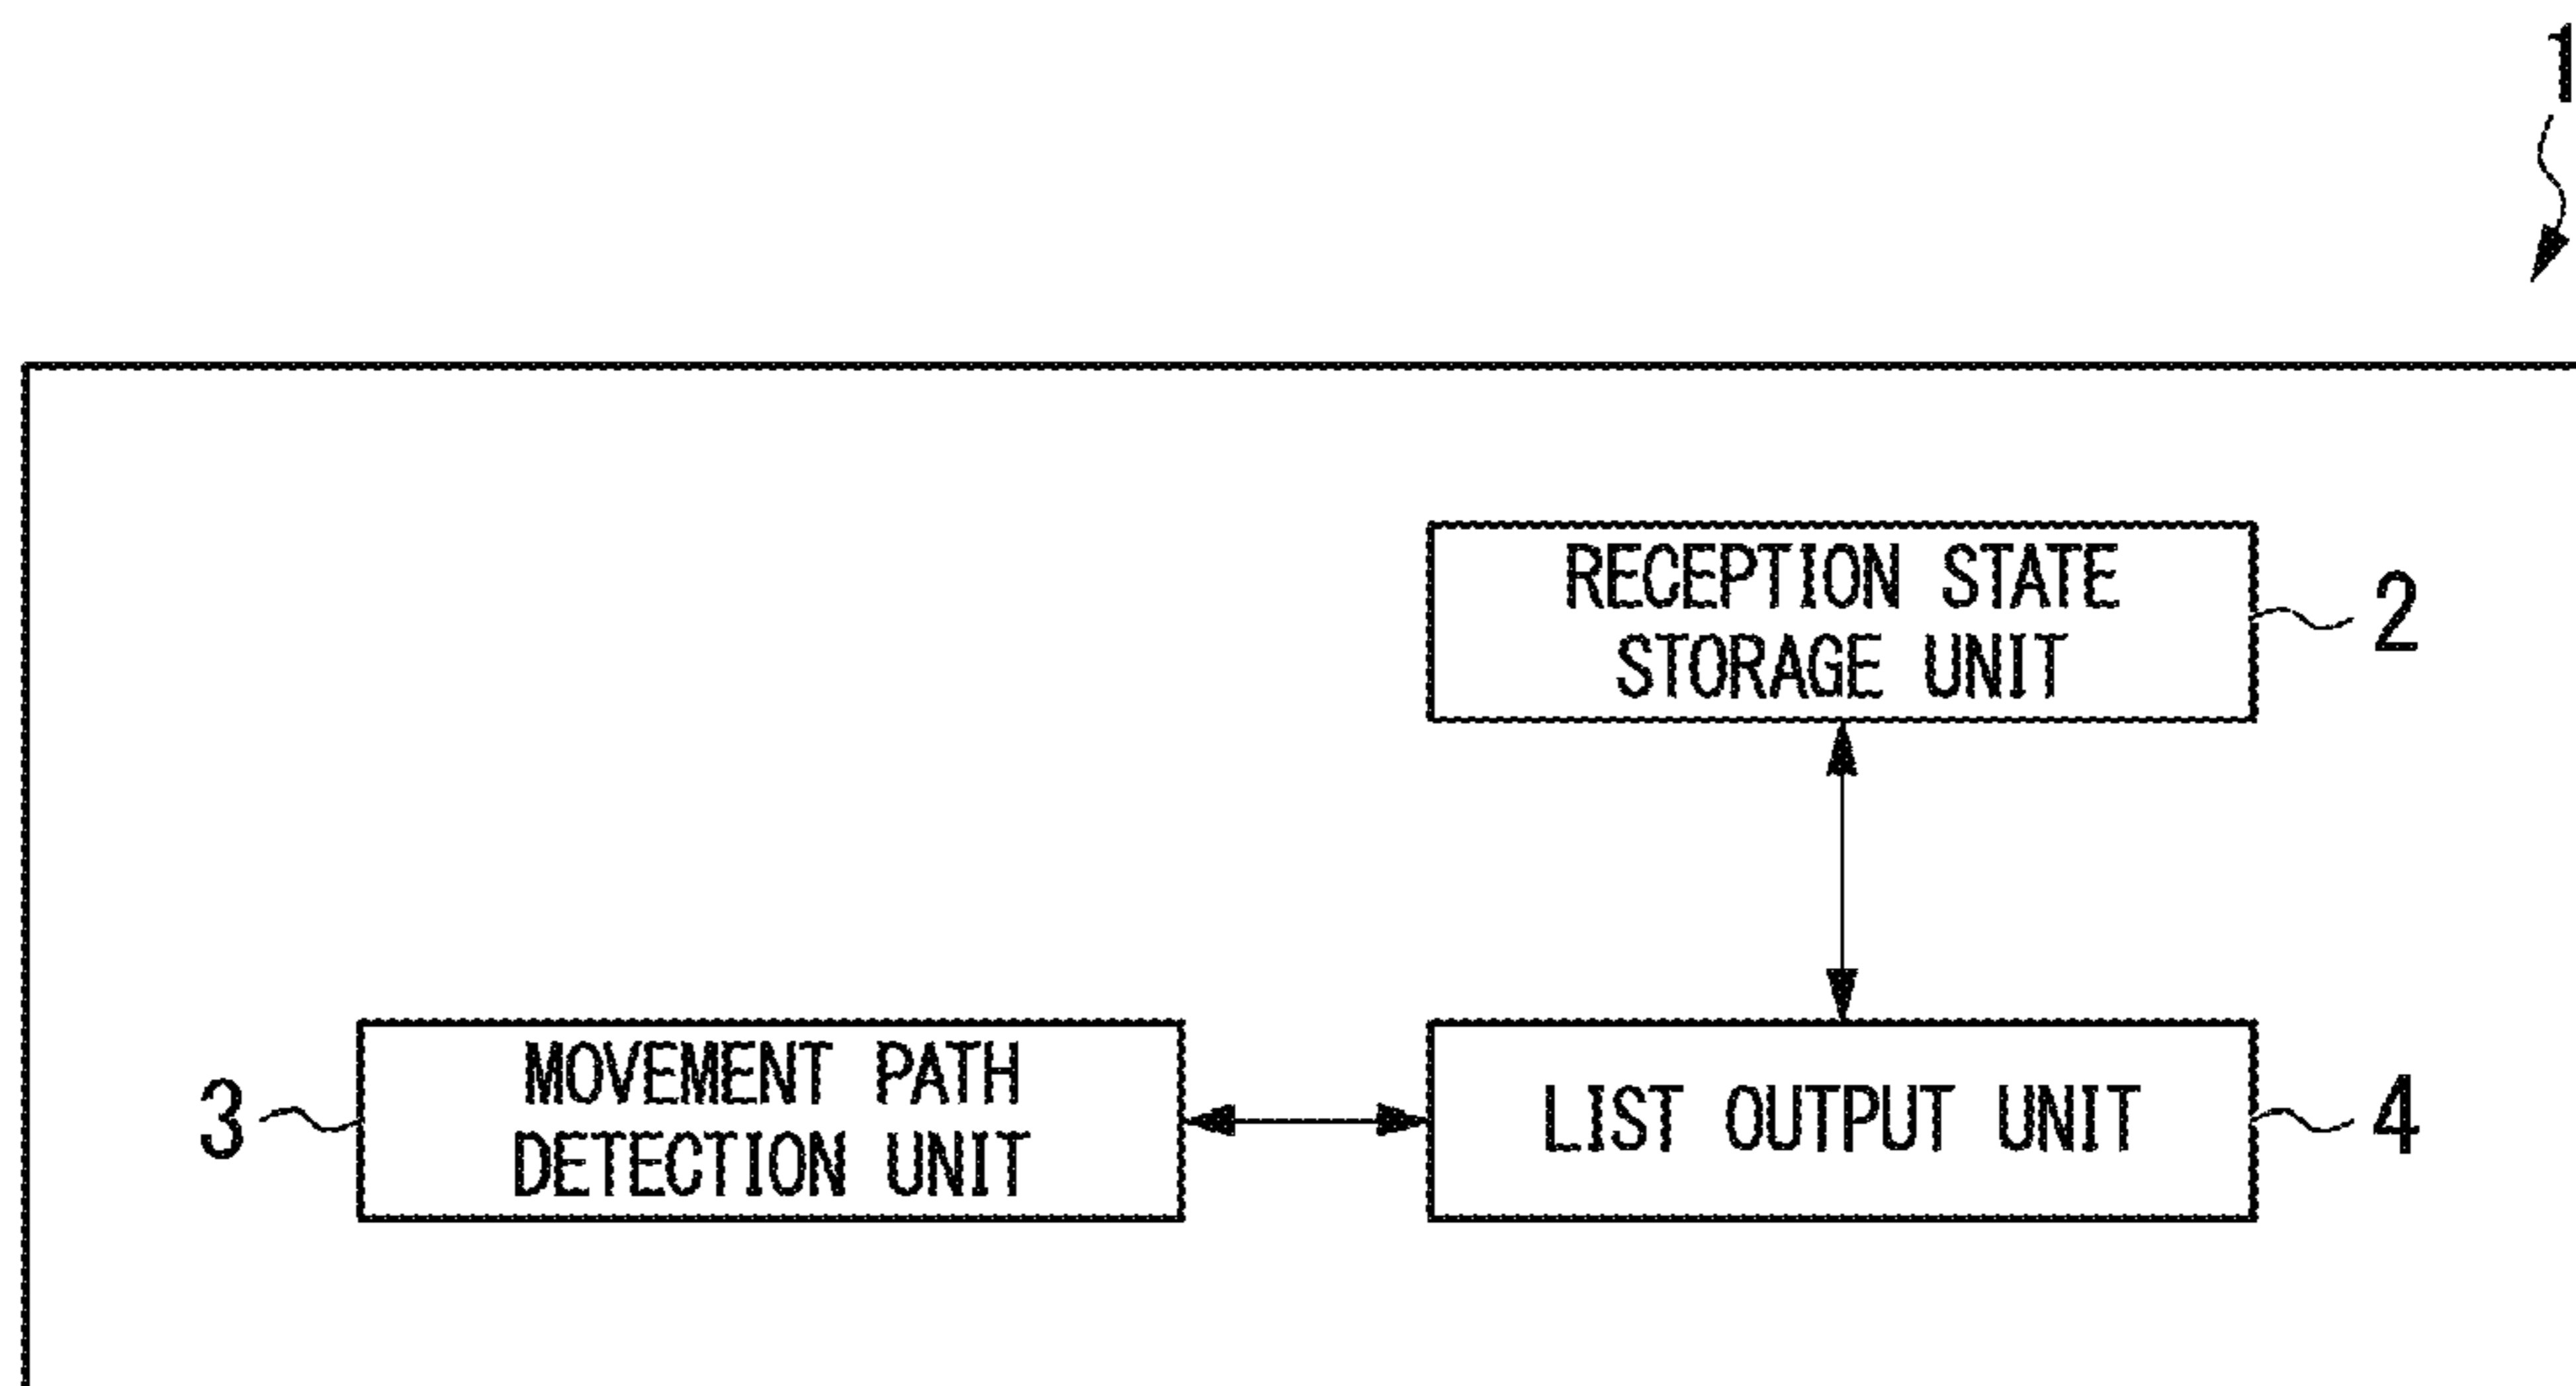 1
RECEPTION STATE
STORAGE UNIT
2
3
MOVEMENT PATH
DETECTION UNIT
LIST OUTPUT UNIT
4